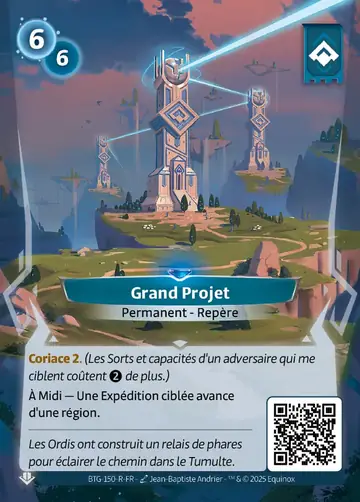 6
6
Grand Projet
Permanent - Repère
Coriace 2. (Les Sorts et capacités d'un adversaire qui me
ciblent coûtent 2 de plus.)
À Midi — Une Expédition ciblée avance
d'une région.
Les Ordis ont construit un relais de phares
pour éclairer le chemin dans le Tumulte.
BTG-150-R-FR - Jean-Baptiste Andrier - ™ & © 2025 Equinox